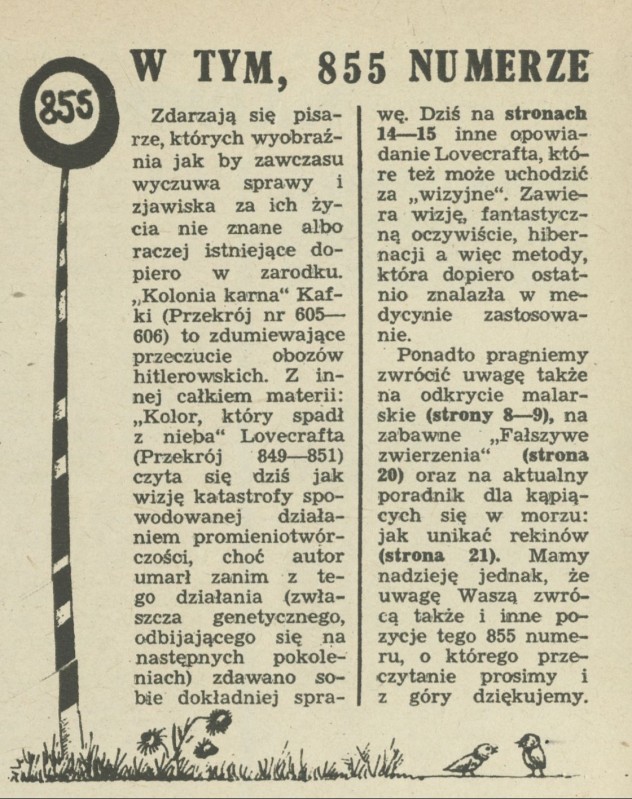 W TYM, 855 NUMERZE
855
Zdarzają się pisa-
rze, których wyobraź-
nia jak by zawczasu
wyczuwa sprawy i
zjawiska za ich ży-
cia nie znane albo
raczej istniejące do-
piero w zarodku.
„Kolonia karna“ Kaf-
ki (Przekrój nr 605—
606) to zdumiewające
przeczucie obozów
hitlerowskich. Z in-
nej całkiem materii:
„Kolor, który spadł
z nieba“ Lovecrafta
(Przekrój 849—851)
czyta się dziś jak
wizję katastrofy spo-
wodowanej działa-
niem promieniotwór-
czości, choć autor
umarł zanim z te-
go działania (zwła-
szcza genetycznego,
odbijającego się na
następnych pokole-
niach) zdawano so-
bie dokładniej spra-
wę. Dziś na stronach
14—15 inne opowia-
danie Lovecrafta, któ-
re też może uchodzić
za „wizyjne“. Zawie-
ra wizję, fantastycz-
ną oczywiście, hiber-
nacji a więc metody,
która dopiero ostat-
nio znalazła w me-
dycynie zastosowa-
nie.
Ponadto pragniemy
zwrócić uwagę także
na odkrycie malar-
skie (strony 8—9), na
zabawne „Fałszywe
zwierzenia“ (strona
20) oraz na aktualny
poradnik dla kąpią-
cych się w morzu:
jak unikać rekinów
(strona 21). Mamy
nadzieję jednak, że
uwagę Waszą zwró-
cą także i inne po-
zycje tego 855 nume-
ru, o którego prze-
czytanie prosimy i
z góry dziękujemy.